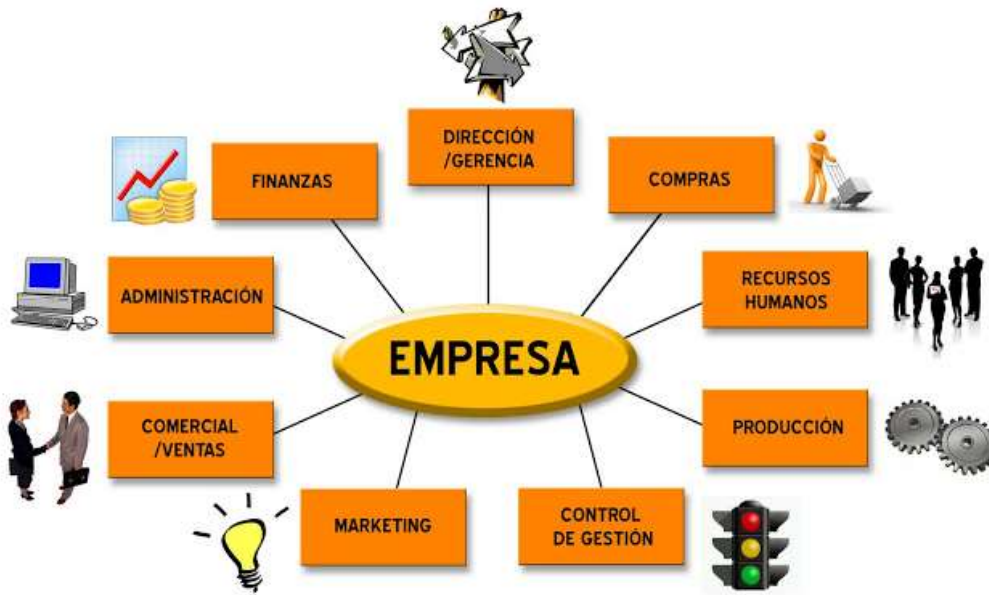 DIRECCIÓN
/GERENCIA
FINANZAS
COMPRAS
ADMINISTRACIÓN
RECURSOS
HUMANOS
EMPRESA
COMERCIAL
/VENTAS
PRODUCCIÓN
MARKETING
CONTROL
DE GESTIÓN